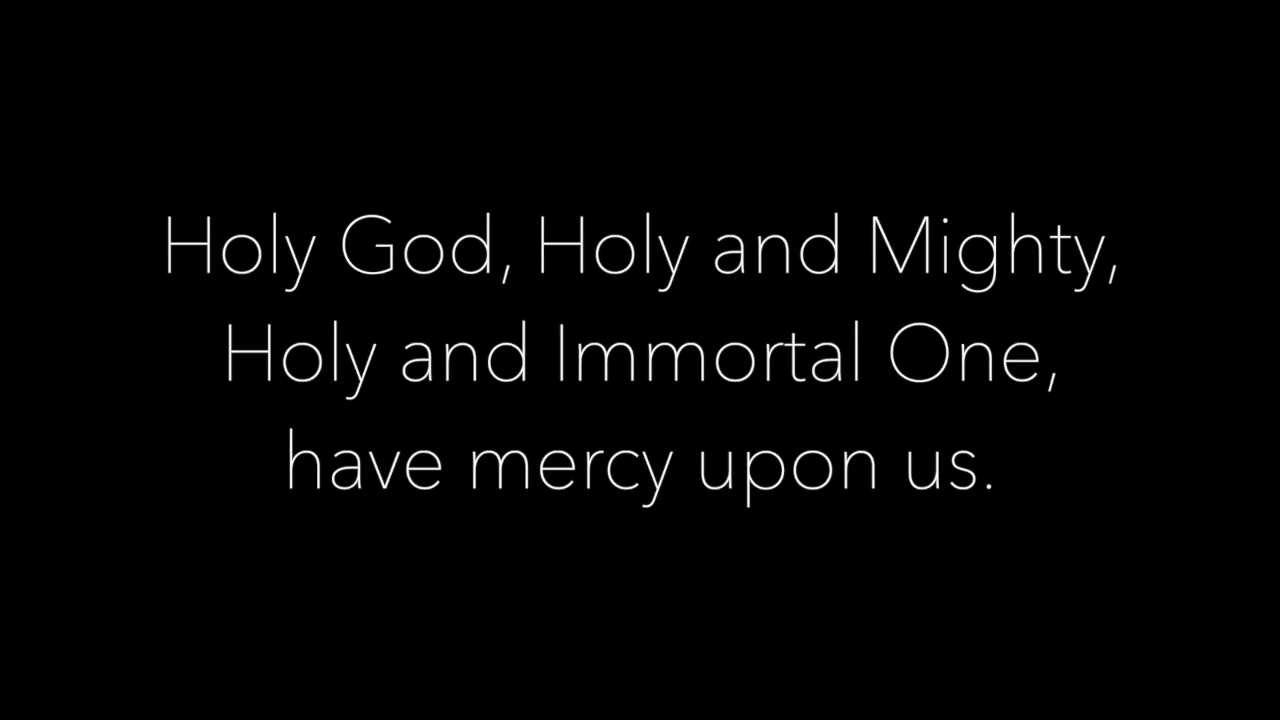 Holy God, Holy and Mighty,
Holy and Immortal One,
have mercy upon us.